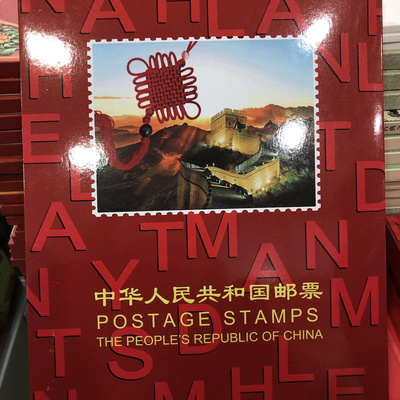 中华人民共和国邮票
POSTAGE STAMPS
THE PEOPLE'S REPUBLIC OF CHINA